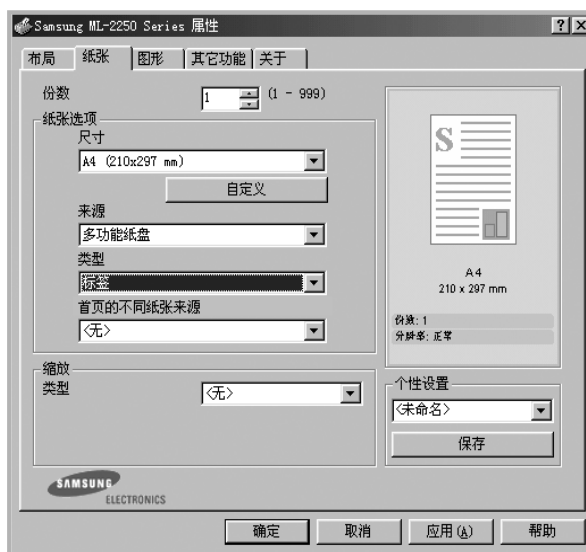 Samsung ML-2250 Series 属性
布局 纸张 图形 其它功能 关于
份数 1 (1 - 999)
纸张选项
尺寸
A4 (210x297 mm)
自定义
来源
多功能纸盘
类型
标签
首页的不同纸张来源
<无>
缩放
类型 <无>
S
A4
210 x 297 mm
份数: 1
分辨率: 正常
个性设置
<未命名>
保存
SAMSUNG
ELECTRONICS
确定 取消 应用(A) 帮助